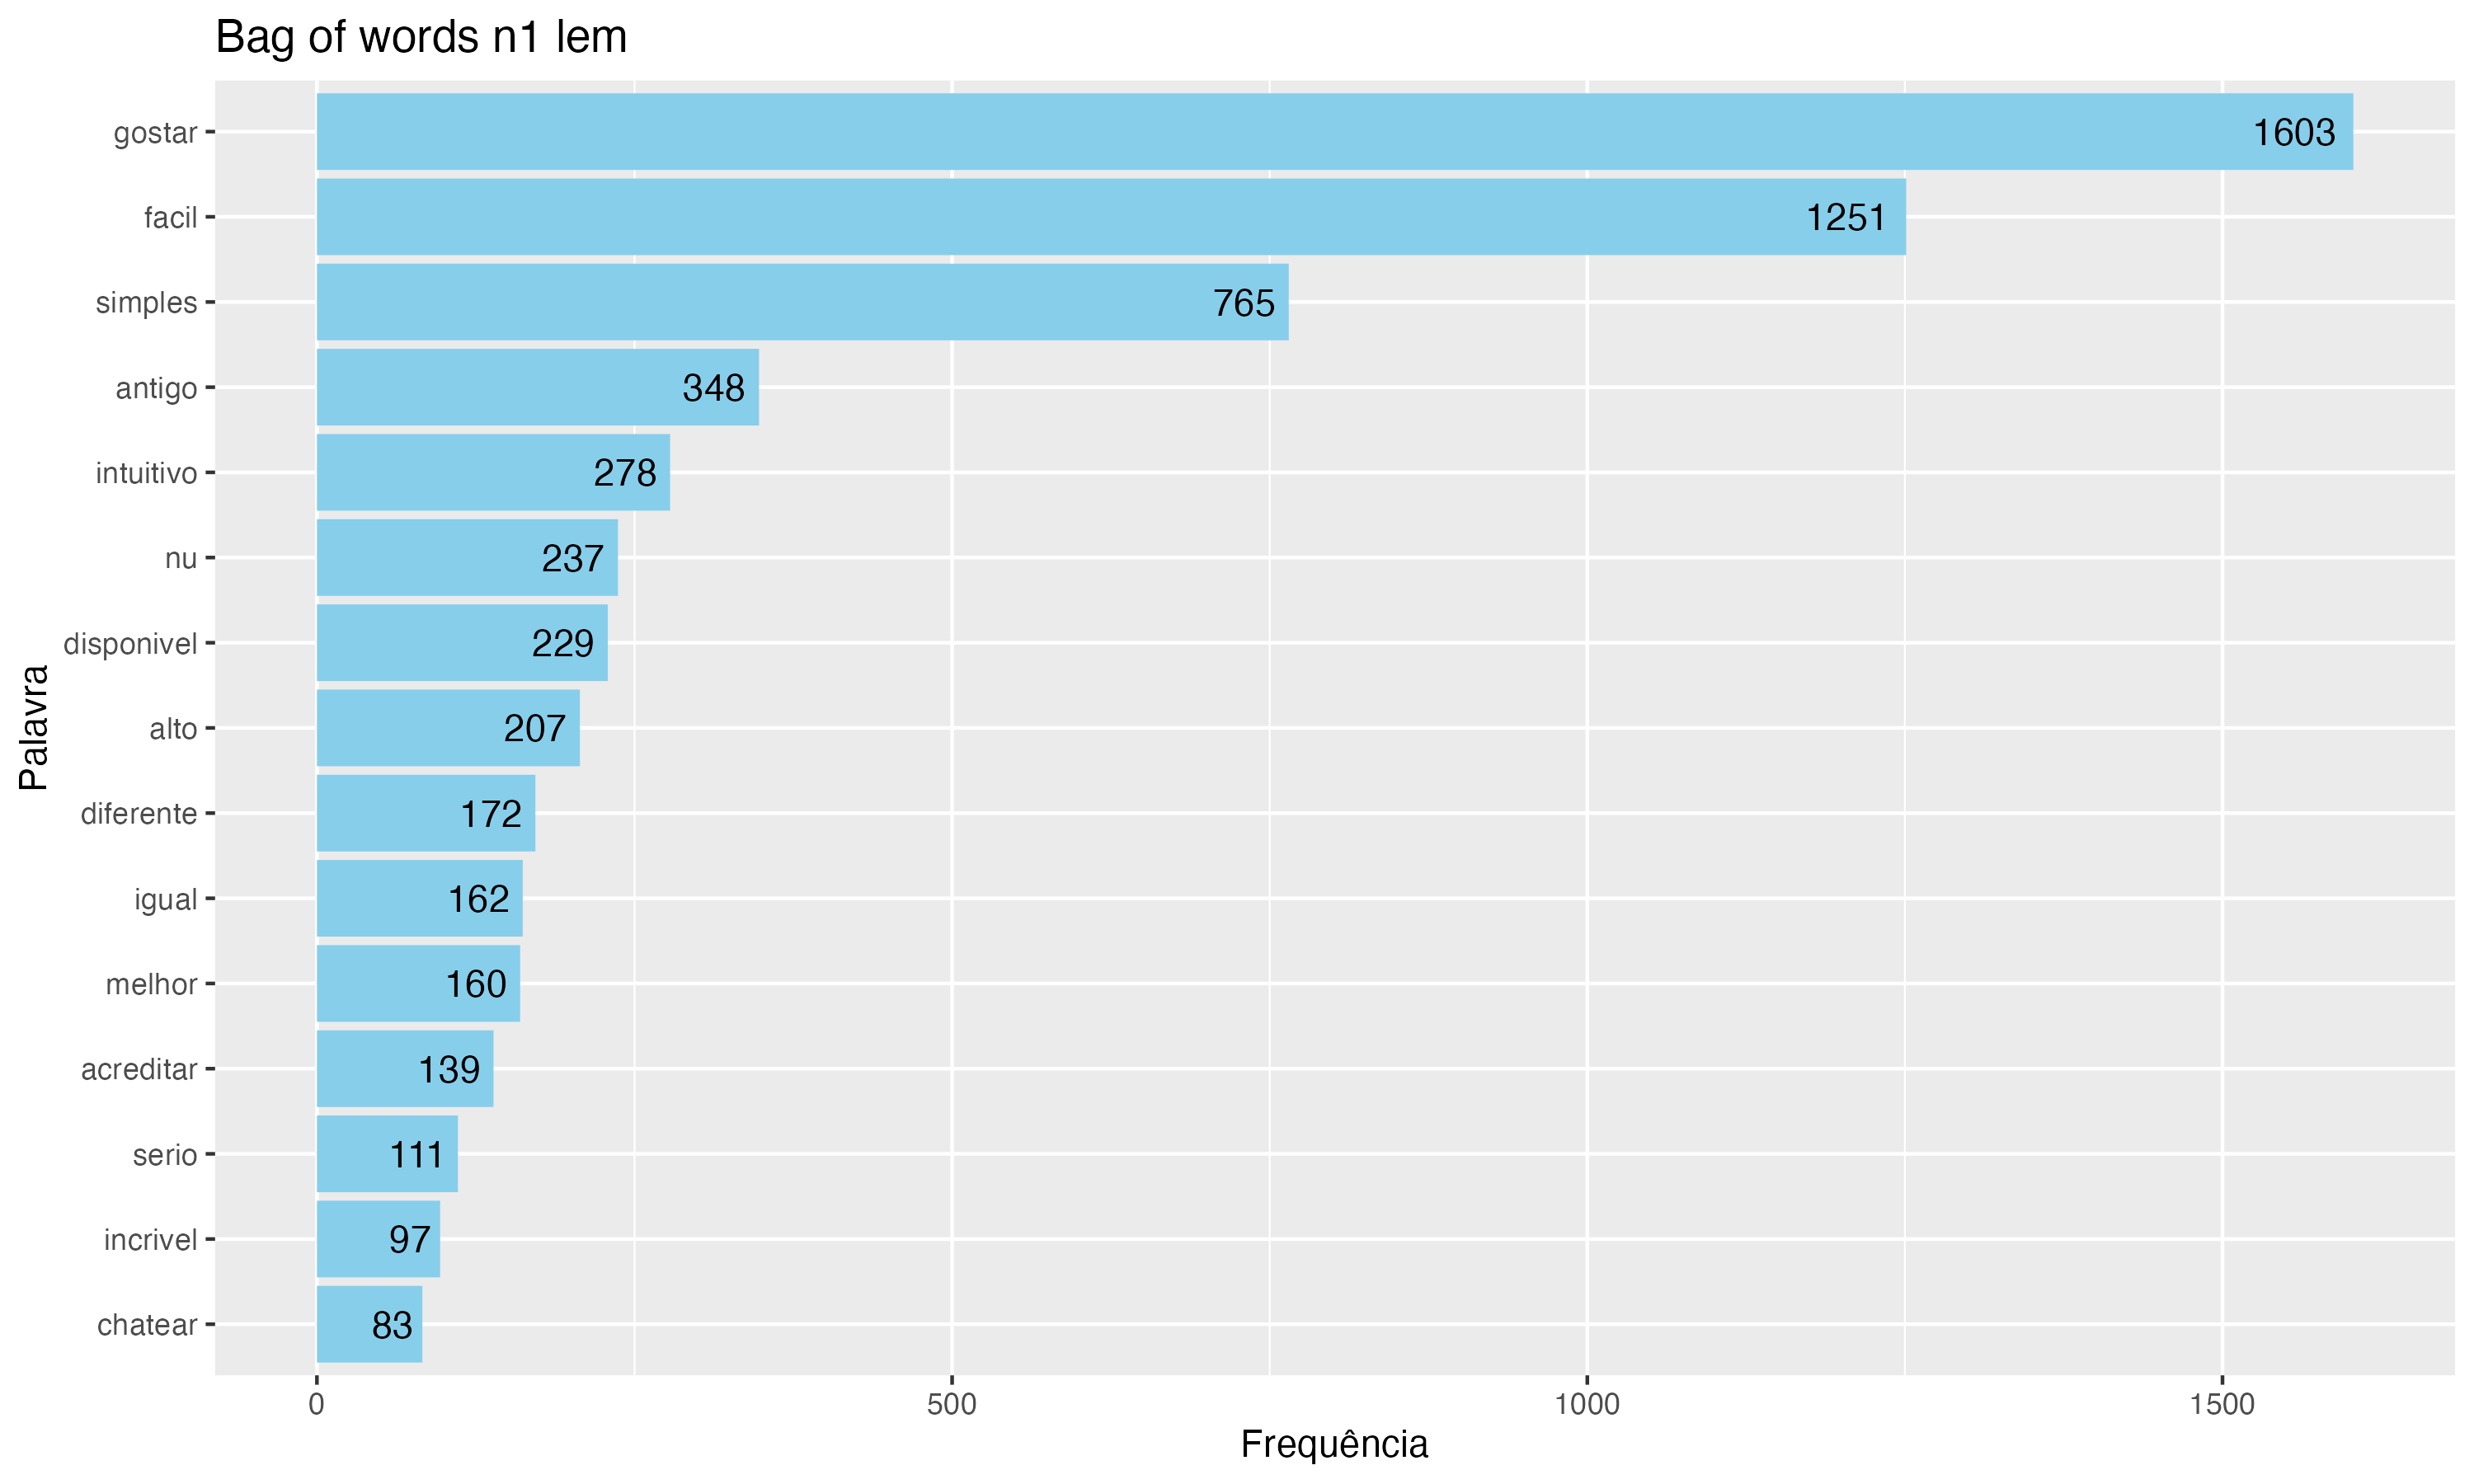 Bag of words n1 lem
Palavra
gostar 1603
facil 1251
simples 765
antigo 348
intuitivo 278
nu 237
disponivel 229
alto 207
diferente 172
igual 162
melhor 160
acreditar 139
serio 111
incrivel 97
chatear 83
0 500 1000 1500
Frequência